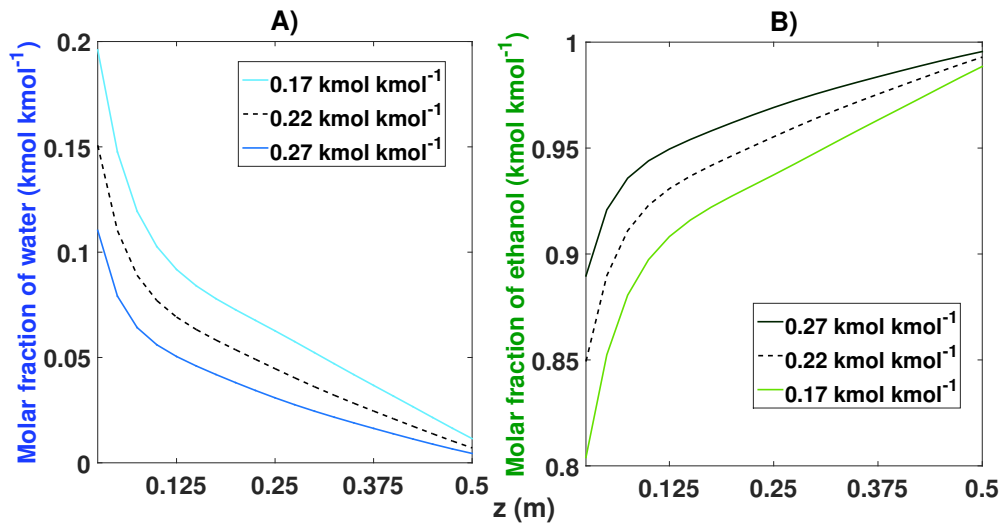 A)
Molar fraction of water (kmol kmol⁻¹)
0.2
0.15
0.1
0.05
0
0.17 kmol kmol⁻¹
0.22 kmol kmol⁻¹
0.27 kmol kmol⁻¹
0.125
0.25
0.375
0.5
B)
Molar fraction of ethanol (kmol kmol⁻¹)
1
0.95
0.9
0.85
0.8
0.27 kmol kmol⁻¹
0.22 kmol kmol⁻¹
0.17 kmol kmol⁻¹
0.125
0.25
0.375
0.5
z (m)